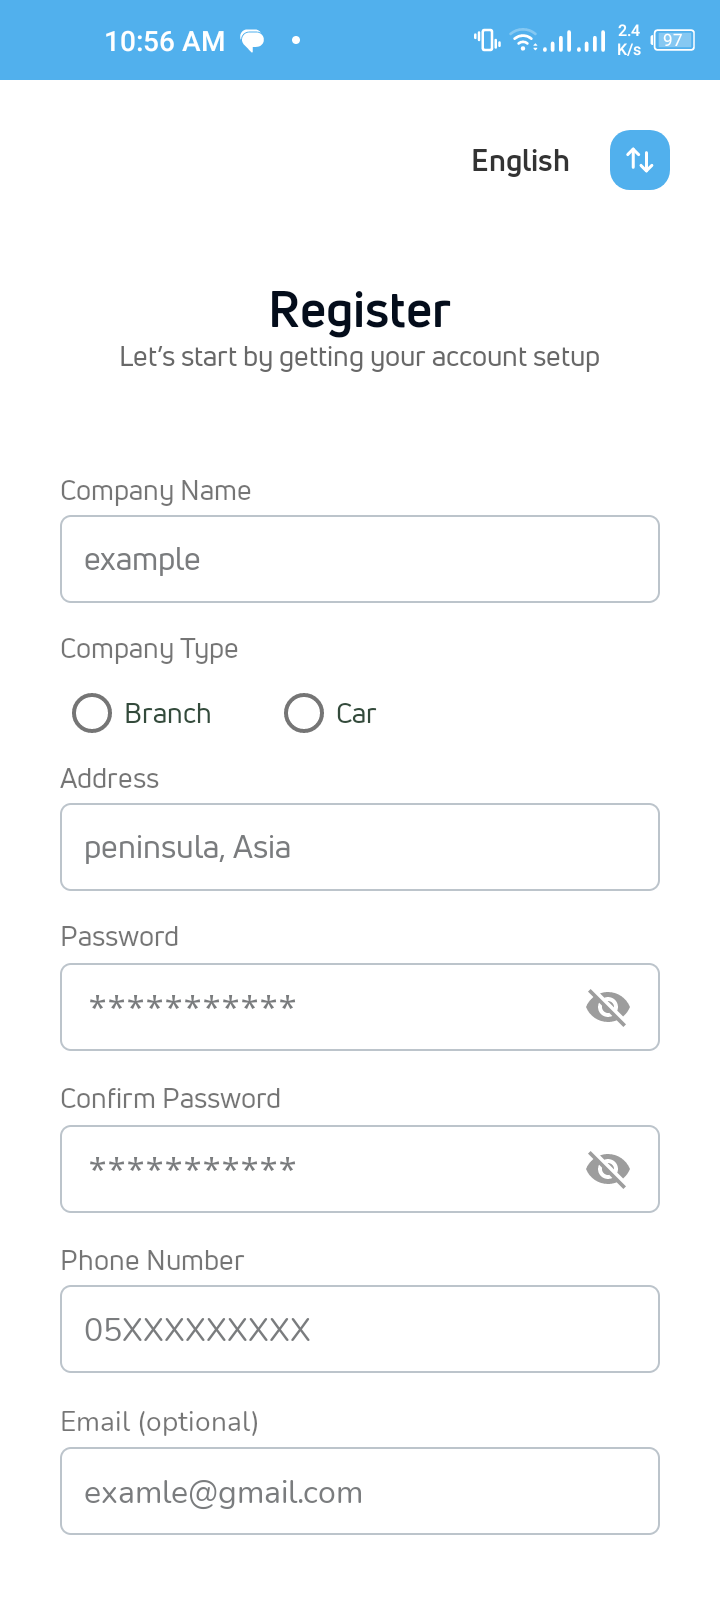 10:56 AM
2.4
K/s
97
English
Register
Let's start by getting your account setup
Company Name
example
Company Type
Branch
Car
Address
peninsula, Asia
Password
***********
Confirm Password
***********
Phone Number
05XXXXXXXXX
Email (optional)
examle@gmail.com